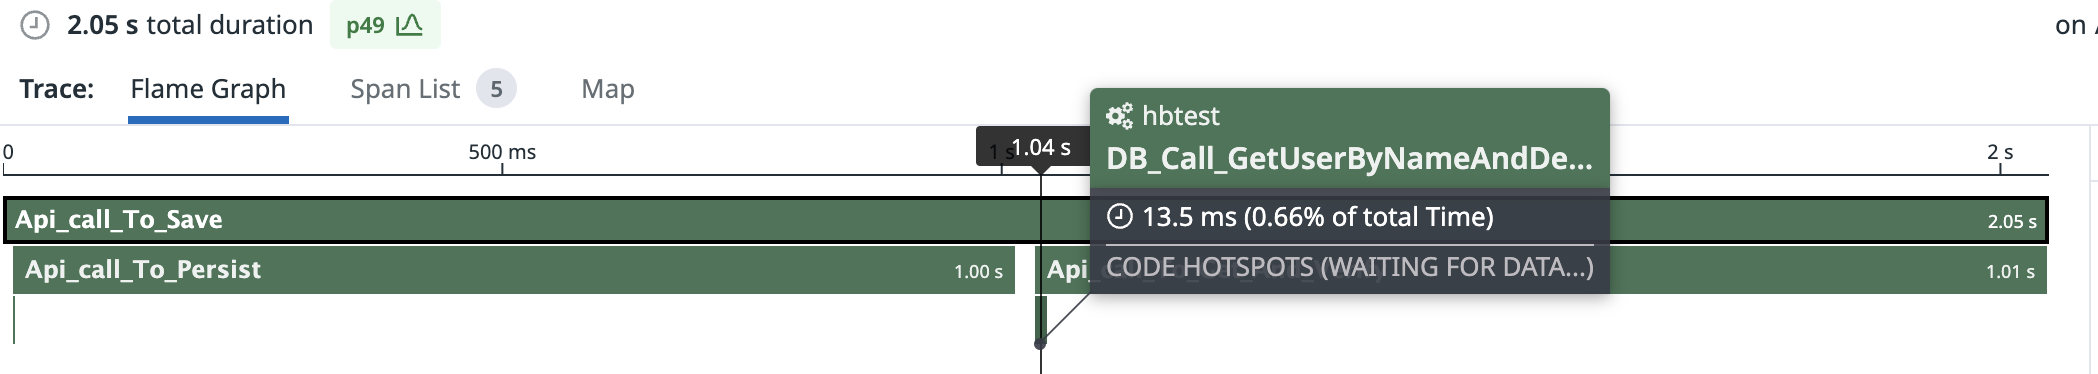 2.05 s total duration p49
on
Trace: Flame Graph Span List 5 Map
0 500 ms 1 s 1.04 s 2 s
hbtest
DB_Call_GetUserByNameAndDe...
Api_call_To_Save 2.05 s
13.5 ms (0.66% of total Time)
Api_call_To_Persist 1.00 s Api 1.01 s
CODE HOTSPOTS (WAITING FOR DATA...)